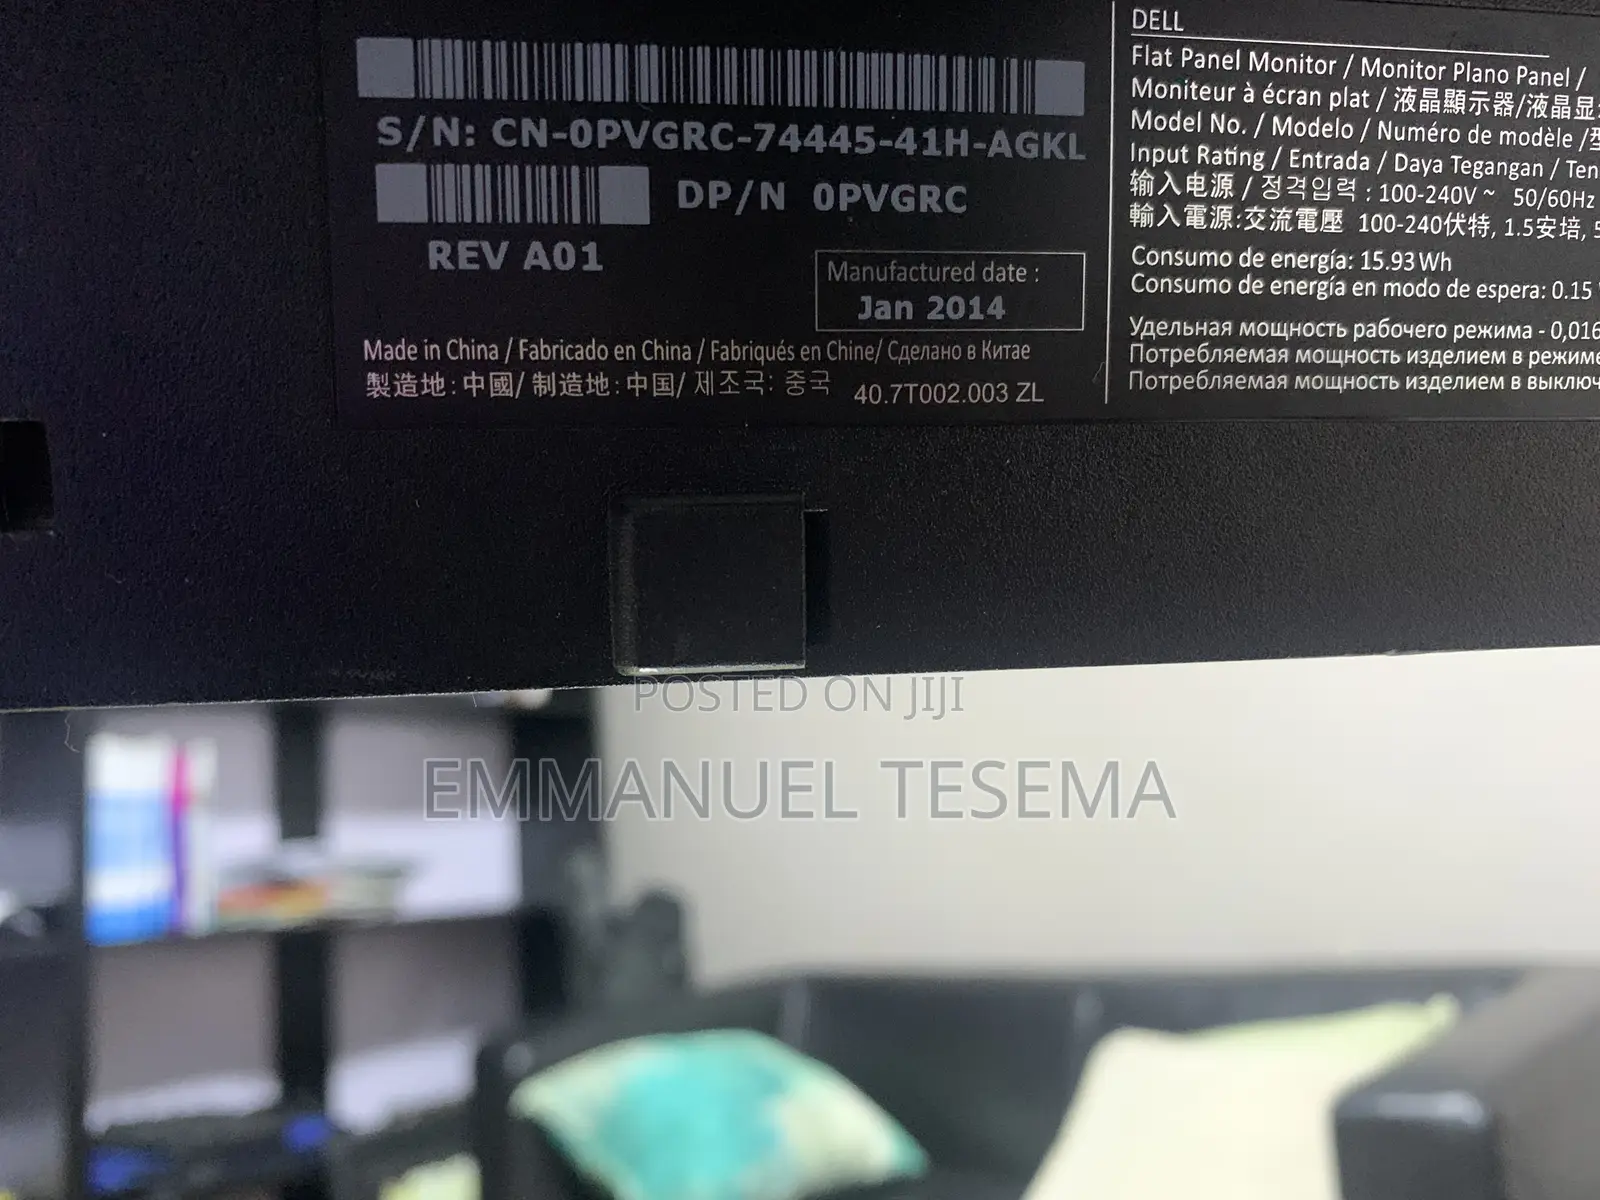 S/N: CN-0PVGRC-74445-41H-AGKL
DP/N 0PVGRC
REV A01
Manufactured date :
Jan 2014
Made in China / Fabricado en China / Fabriqués en Chine/ Сделано в Китае
製造地:中國/ 制造地:中国/ 제조국: 중국
40.7T002.003 ZL
DELL
Flat Panel Monitor / Monitor Plano Panel /
Moniteur à écran plat / 液晶顯示器/液晶显
Model No. / Modelo / Numéro de modèle /型
Input Rating / Entrada / Daya Tegangan / Ten
输入电源 / 정격입력 : 100-240V ~ 50/60Hz
輸入電源:交流電壓 100-240伏特, 1.5安培, 5
Consumo de energía: 15.93Wh
Consumo de energía en modo de espera: 0.15
Удельная мощность рабочего режима - 0,016
Потребляемая мощность изделием в режиме
Потребляемая мощность изделием в выключ
POSTED ON JIJI
EMMANUEL TESEMA